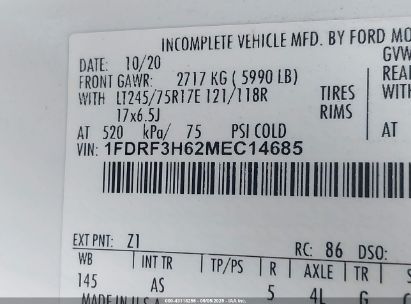 INCOMPLETE VEHICLE MFD. BY FORD MO
DATE: 10/20 GVW
FRONT GAWR: 2717 KG ( 5990 LB) REA
WITH LT245/75R17E 121/118R TIRES WITH
17x6.5J RIMS
AT 520 kPa/ 75 PSI COLD AT
VIN: 1FDRF3H62MEC14685
EXT PNT: Z1 RC: 86 DSO:
WB INT TR TP/PS R AXLE TR
145 AS 5 4L G
MADE IN